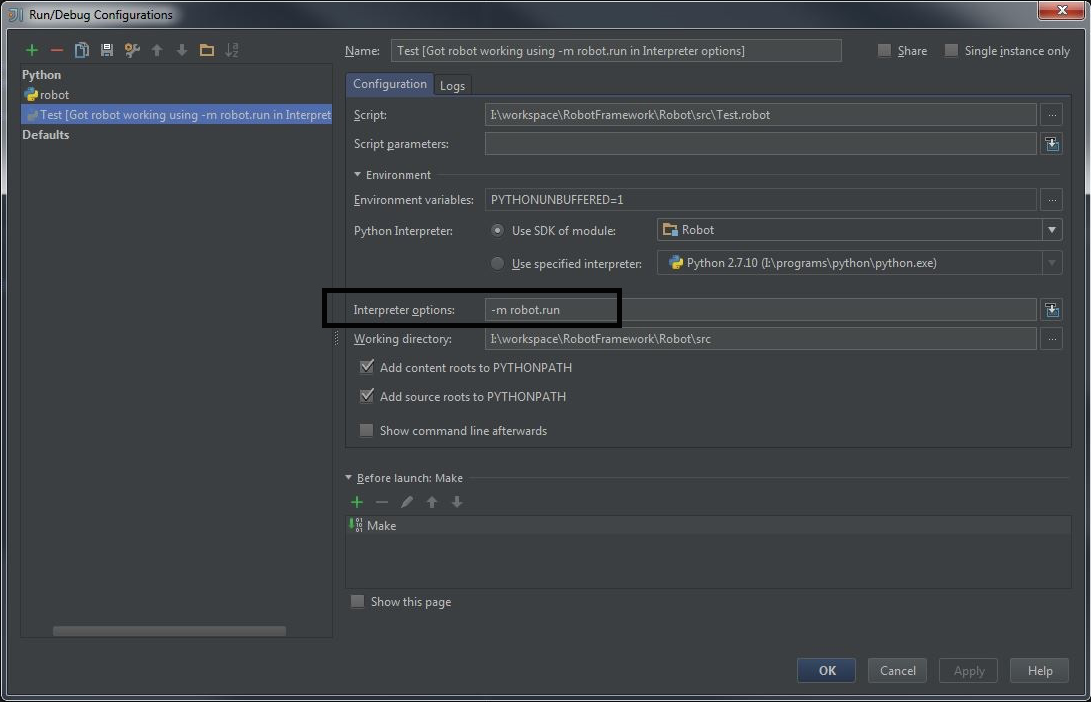 Run/Debug Configurations
Python
robot
Test [Got robot working using -m robot.run in Interpret
Defaults
Name: Test [Got robot working using -m robot.run in Interpreter options] Share Single instance only
Configuration Logs
Script: I:\workspace\RobotFramework\Robot\src\Test.robot ...
Script parameters:
Environment
Environment variables: PYTHONUNBUFFERED=1 ...
Python Interpreter: Use SDK of module: Robot
Use specified interpreter: Python 2.7.10 (I:\programs\python\python.exe)
Interpreter options: -m robot.run
Working directory: I:\workspace\RobotFramework\Robot\src ...
Add content roots to PYTHONPATH
Add source roots to PYTHONPATH
Show command line afterwards
Before launch: Make
Make
Show this page
OK Cancel Apply Help